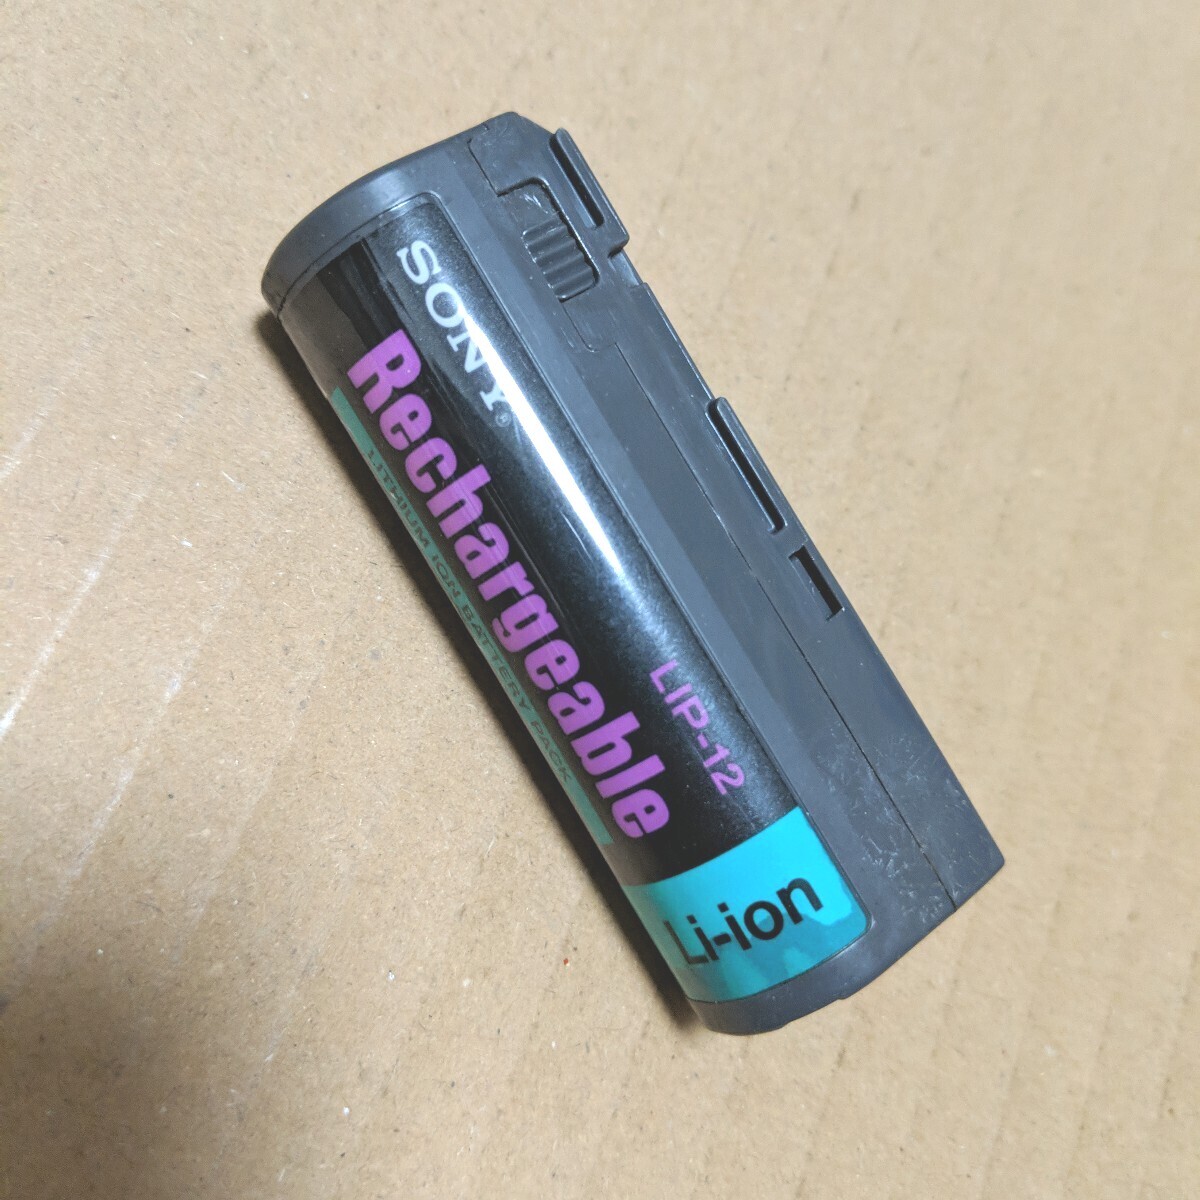 SONY®
Rechargeable
LITHIUM ION BATTERY PACK
LIP-12
Li-ion